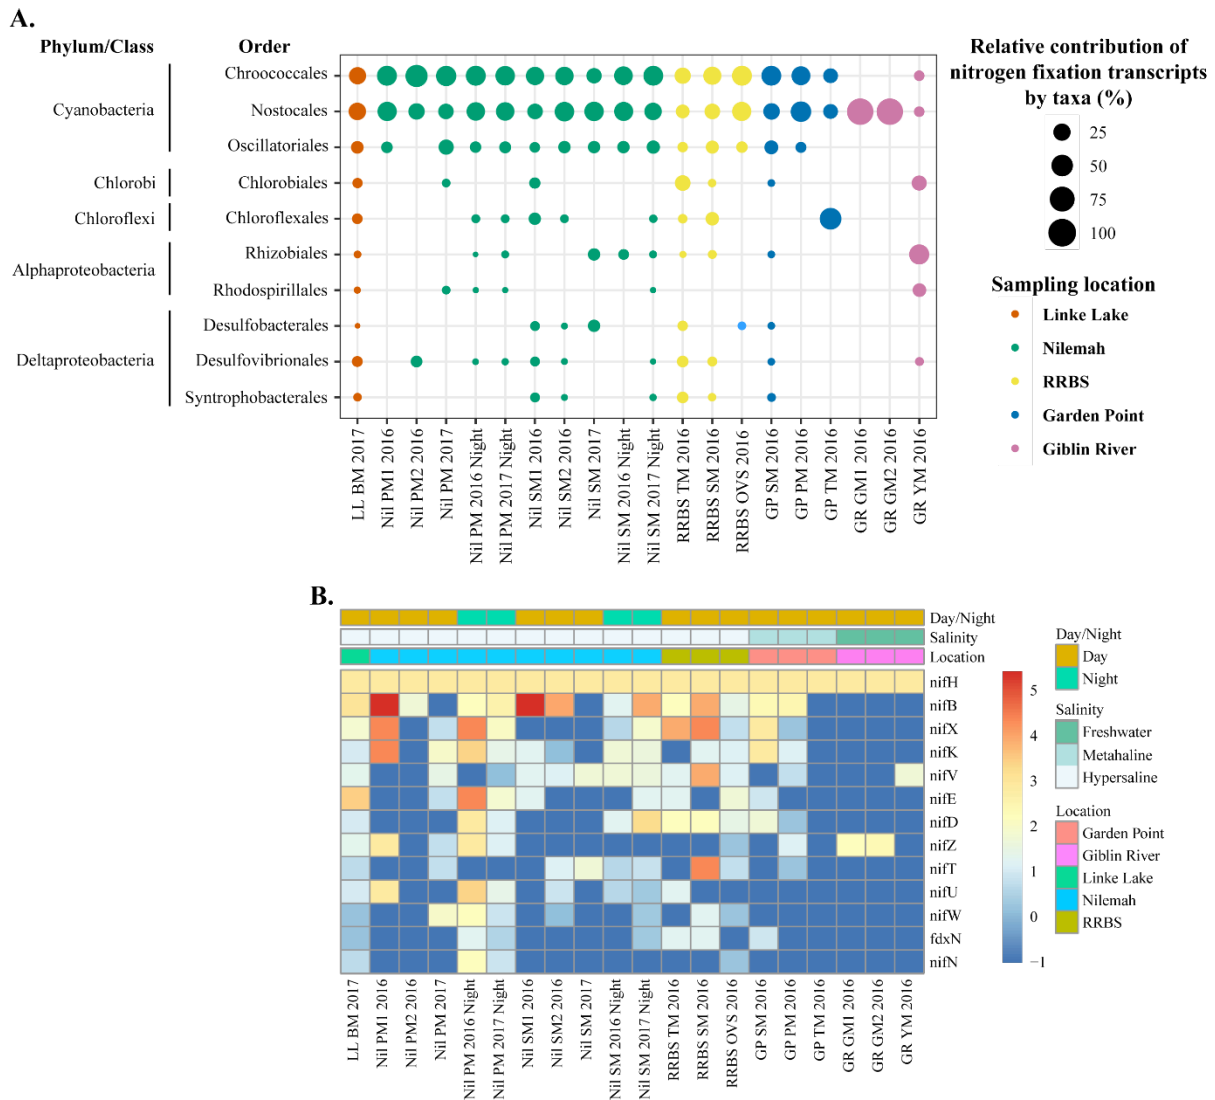 A.
Phylum/Class
Order
Relative contribution of
nitrogen fixation transcripts
by taxa (%)
Cyanobacteria
Chlorobi
Chloroflexi
Alphaproteobacteria
Deltaproteobacteria
Chroococcales
Nostocales
Oscillatoriales
Chlorobiales
Chloroflexales
Rhizobiales
Rhodospirillales
Desulfobacterales
Desulfovibrionales
Syntrophobacterales
25
50
75
100
Sampling location
Linke Lake
Nilemah
RRBS
Garden Point
Giblin River
LL BM 2017
Nil PM1 2016
Nil PM2 2016
Nil PM 2017
Nil PM 2016 Night
Nil PM 2017 Night
Nil SM1 2016
Nil SM2 2016
Nil SM 2017
Nil SM 2016 Night
Nil SM 2017 Night
RRBS TM 2016
RRBS SM 2016
RRBS OVS 2016
GP SM 2016
GP PM 2016
GP TM 2016
GR GM1 2016
GR GM2 2016
GR YM 2016
B.
Day/Night
Salinity
Location
nifH
nifB
nifX
nifK
nifV
nifE
nifD
nifZ
nifT
nifU
nifW
fdxN
nifN
5
4
3
2
1
0
−1
Day/Night
Day
Night
Salinity
Freshwater
Metahaline
Hypersaline
Location
Garden Point
Giblin River
Linke Lake
Nilemah
RRBS
LL BM 2017
Nil PM1 2016
Nil PM2 2016
Nil PM 2017
Nil PM 2016 Night
Nil PM 2017 Night
Nil SM1 2016
Nil SM2 2016
Nil SM 2017
Nil SM 2016 Night
Nil SM 2017 Night
RRBS TM 2016
RRBS SM 2016
RRBS OVS 2016
GP SM 2016
GP PM 2016
GP TM 2016
GR GM1 2016
GR GM2 2016
GR YM 2016